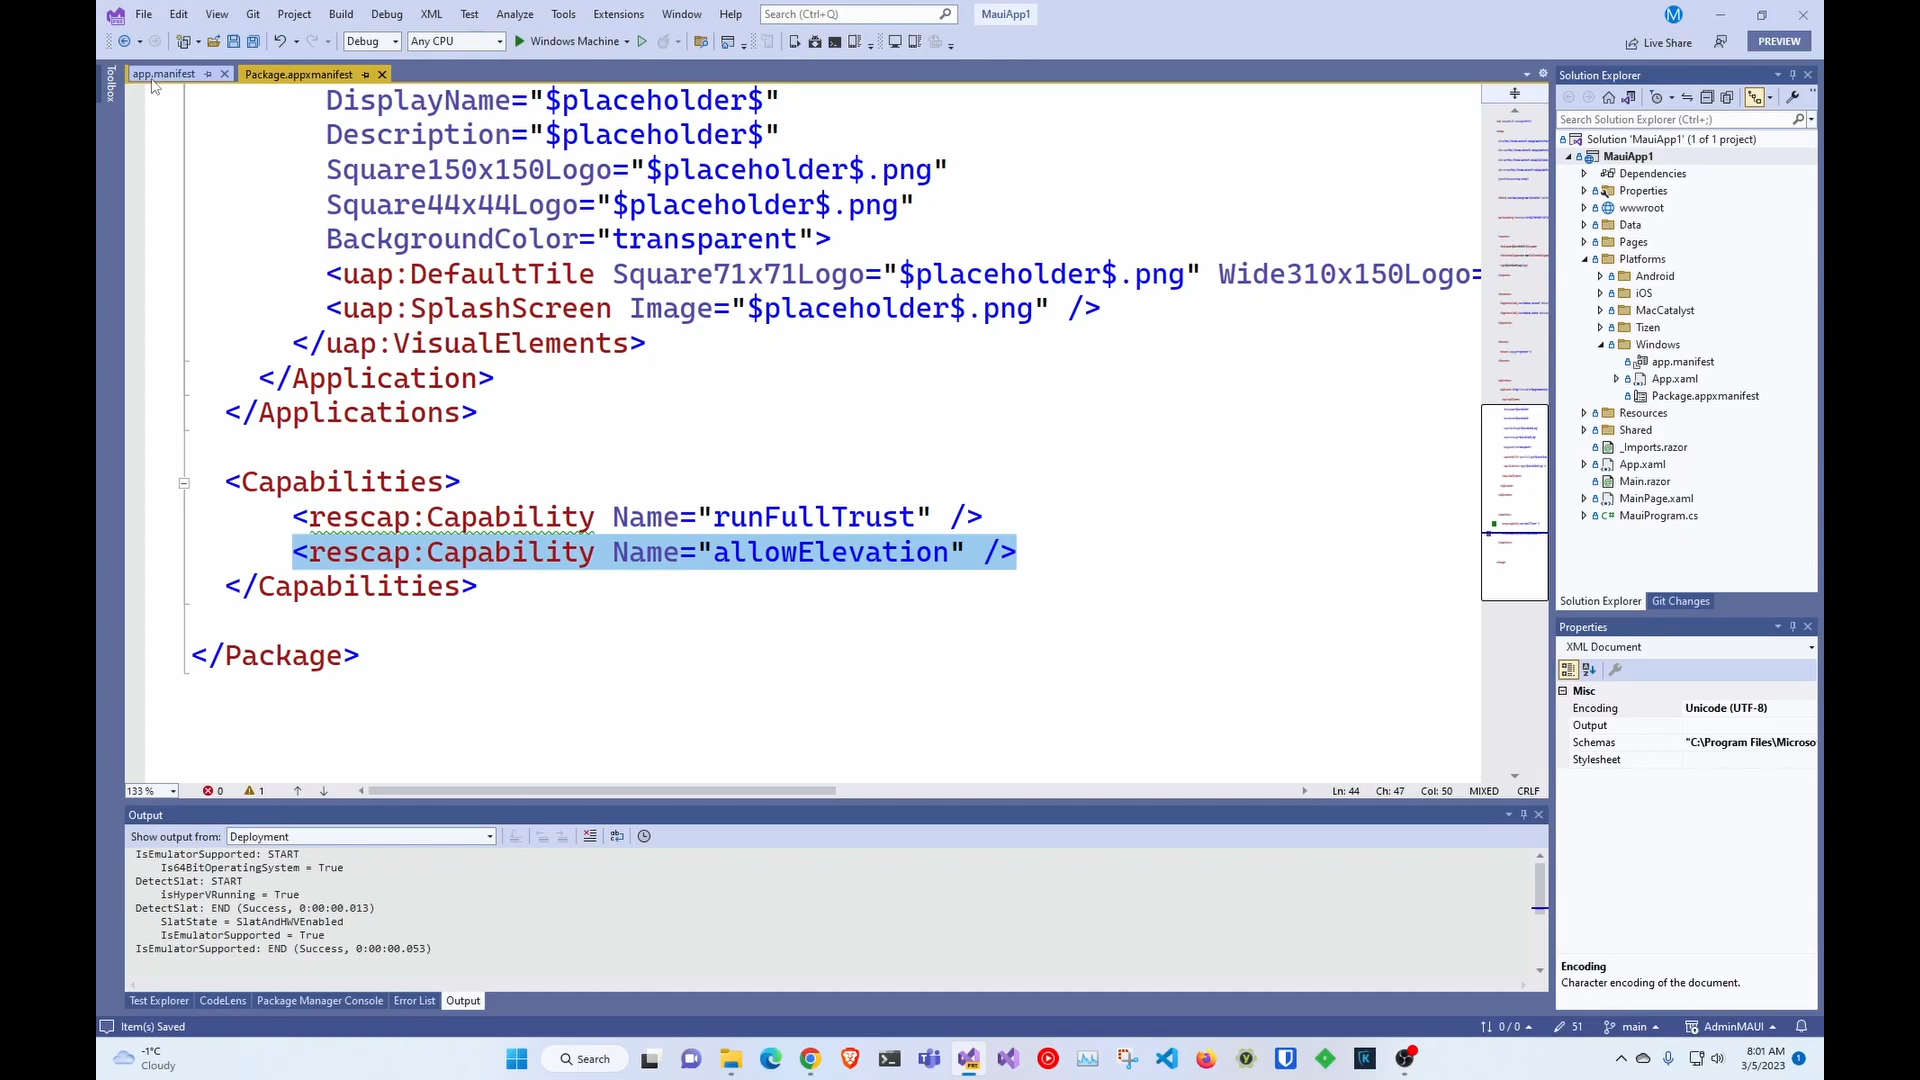 File Edit View Git Project Build Debug XML Test Analyze Tools Extensions Window Help Search (Ctrl+Q) MauiApp1
M
Debug Any CPU Windows Machine Live Share PREVIEW
Toolbox
app.manifest Package.appxmanifest
DisplayName="$placeholder$"
Description="$placeholder$"
Square150x150Logo="$placeholder$.png"
Square44x44Logo="$placeholder$.png"
BackgroundColor="transparent">
<uap:DefaultTile Square71x71Logo="$placeholder$.png" Wide310x150Logo=
<uap:SplashScreen Image="$placeholder$.png" />
</uap:VisualElements>
</Application>
</Applications>
<Capabilities>
<rescap:Capability Name="runFullTrust" />
<rescap:Capability Name="allowElevation" />
</Capabilities>
</Package>
133 % 0 1 Ln: 44 Ch: 47 Col: 50 MIXED CRLF
Solution Explorer
Search Solution Explorer (Ctrl+;)
Solution 'MauiApp1' (1 of 1 project)
MauiApp1
Dependencies
Properties
wwwroot
Data
Pages
Platforms
Android
iOS
MacCatalyst
Tizen
Windows
app.manifest
App.xaml
Package.appxmanifest
Resources
Shared
_Imports.razor
App.xaml
Main.razor
MainPage.xaml
C# MauiProgram.cs
Solution Explorer Git Changes
Properties
XML Document
Misc
Encoding Unicode (UTF-8)
Output
Schemas "C:\Program Files\Microso
Stylesheet
Encoding
Character encoding of the document.
Output
Show output from: Deployment
IsEmulatorSupported: START
Is64BitOperatingSystem = True
DetectSlat: START
isHyperVRunning = True
DetectSlat: END (Success, 0:00:00.013)
SlatState = SlatAndHWVEnabled
IsEmulatorSupported = True
IsEmulatorSupported: END (Success, 0:00:00.053)
Test Explorer CodeLens Package Manager Console Error List Output
Item(s) Saved 0 / 0 51 main AdminMAUI
-1°C
Cloudy
Search
8:01 AM
3/5/2023
1